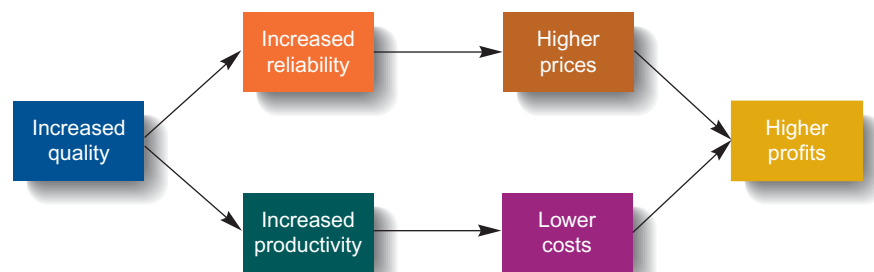 Increased
quality
Increased
reliability
Higher
prices
Increased
productivity
Lower
costs
Higher
profits